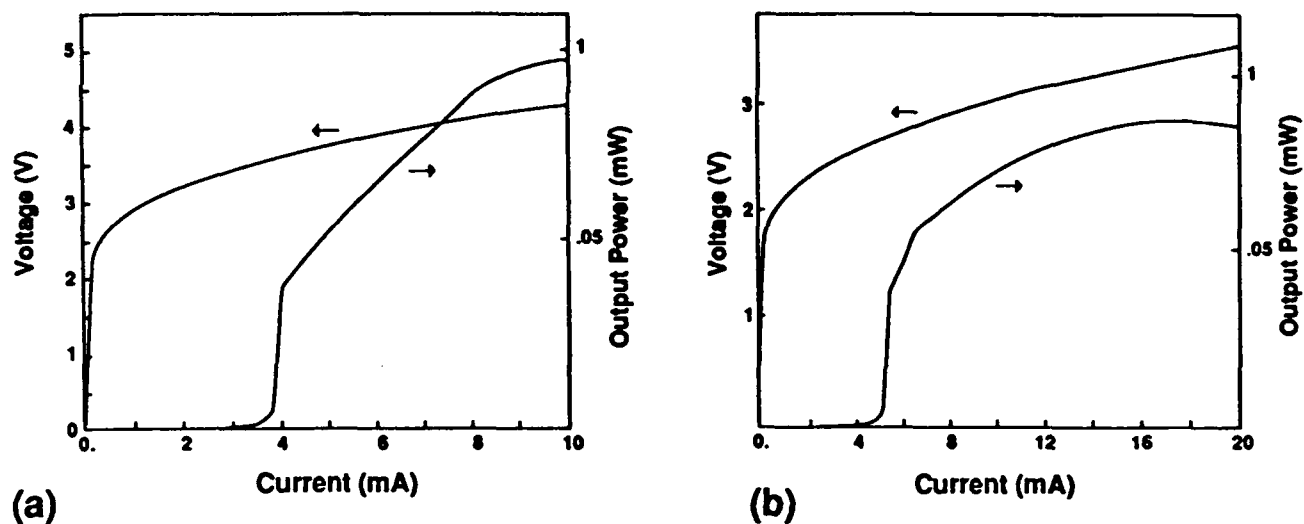 5
4
3
2
1
0
Voltage (V)
0. 2 4 6 8 10
Current (mA)
1
.05
Output Power (mW)
(a)
3
2
1
Voltage (V)
0. 4 8 12 16 20
Current (mA)
1
.05
Output Power (mW)
(b)